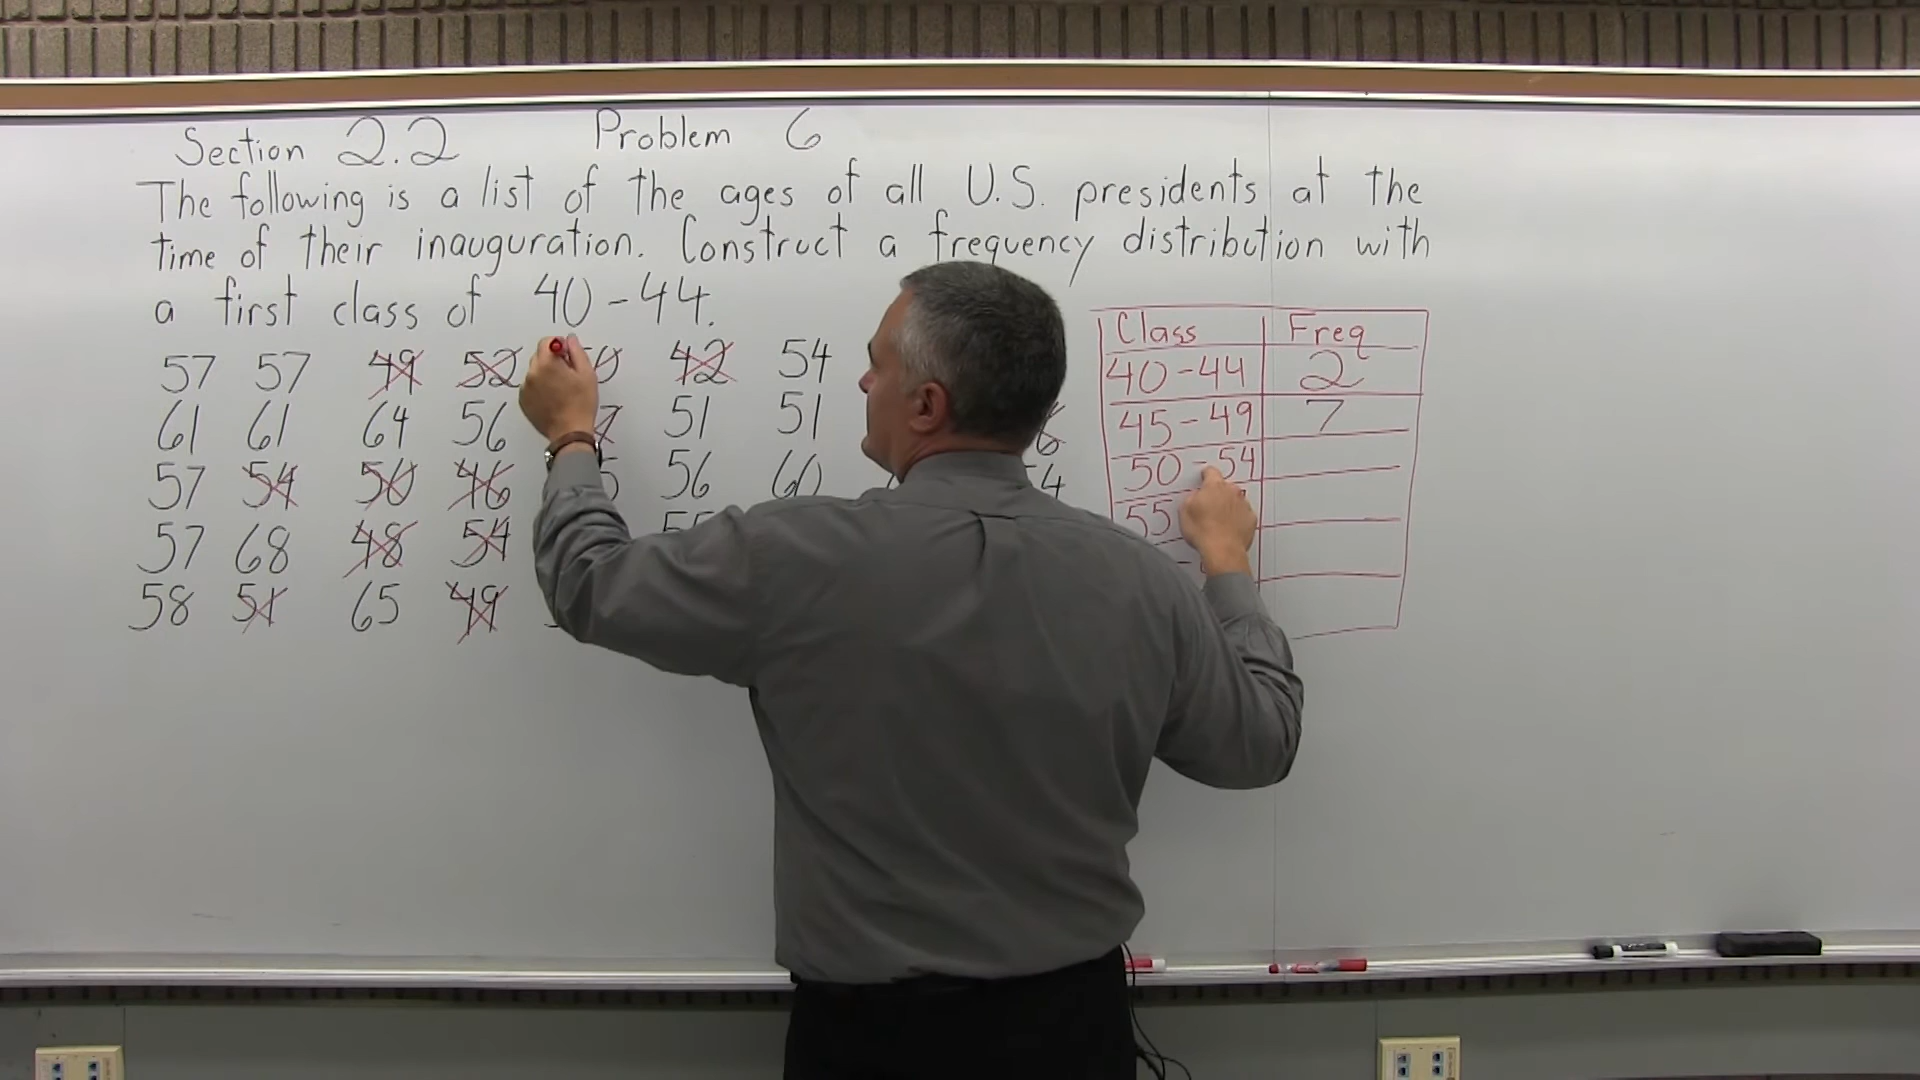 Section 2.2 Problem 6
The following is a list of the ages of all U.S. presidents at the
time of their inauguration. Construct a frequency distribution with
a first class of 40-44.
57 57 49 52 42 54
61 61 64 56 51 51
57 54 50 46 56 60
57 68 48 54
58 51 65 49
Class Freq
40-44 2
45-49 7
50-54
55